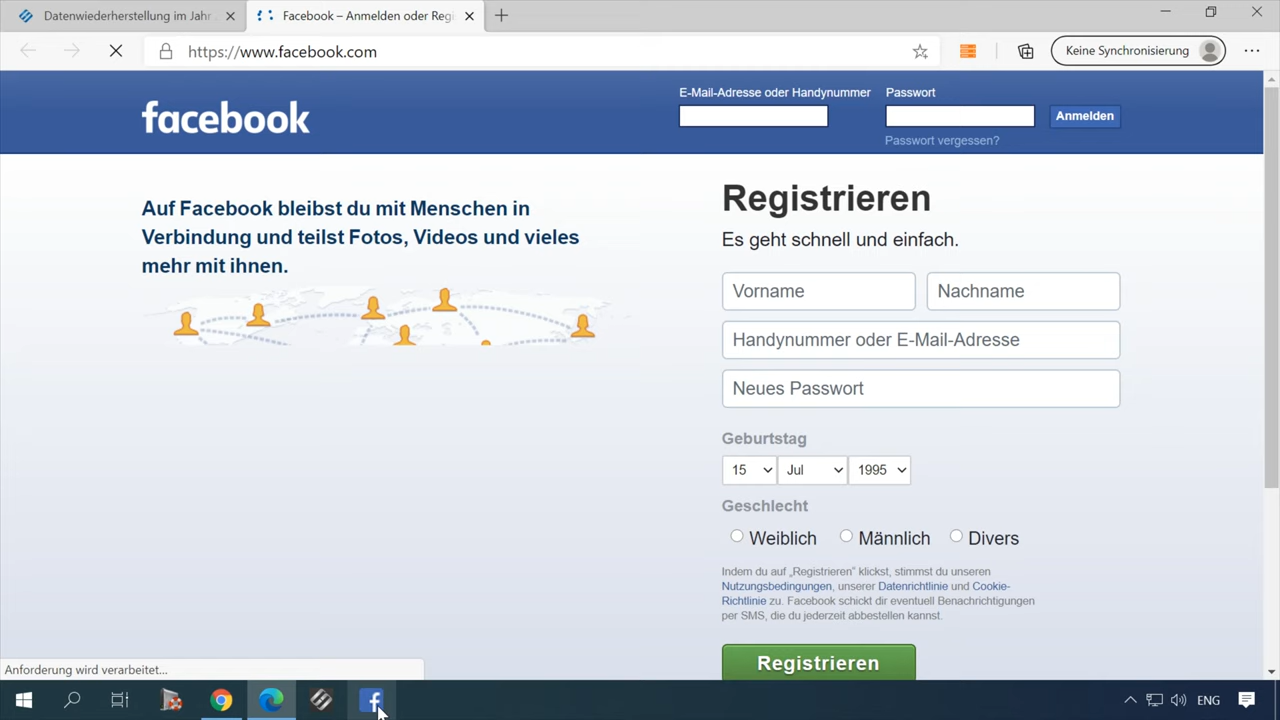 Datenwiederherstellung im Jahr
Facebook – Anmelden oder Regi
https://www.facebook.com
Keine Synchronisierung
facebook
E-Mail-Adresse oder Handynummer
Passwort
Anmelden
Passwort vergessen?
Auf Facebook bleibst du mit Menschen in
Verbindung und teilst Fotos, Videos und vieles
mehr mit ihnen.
Registrieren
Es geht schnell und einfach.
Vorname
Nachname
Handynummer oder E-Mail-Adresse
Neues Passwort
Geburtstag
15 Jul 1995
Geschlecht
Weiblich Männlich Divers
Indem du auf „Registrieren" klickst, stimmst du unseren
Nutzungsbedingungen, unserer Datenrichtlinie und Cookie-
Richtlinie zu. Facebook schickt dir eventuell Benachrichtigungen
per SMS, die du jederzeit abbestellen kannst.
Registrieren
Anforderung wird verarbeitet...
ENG